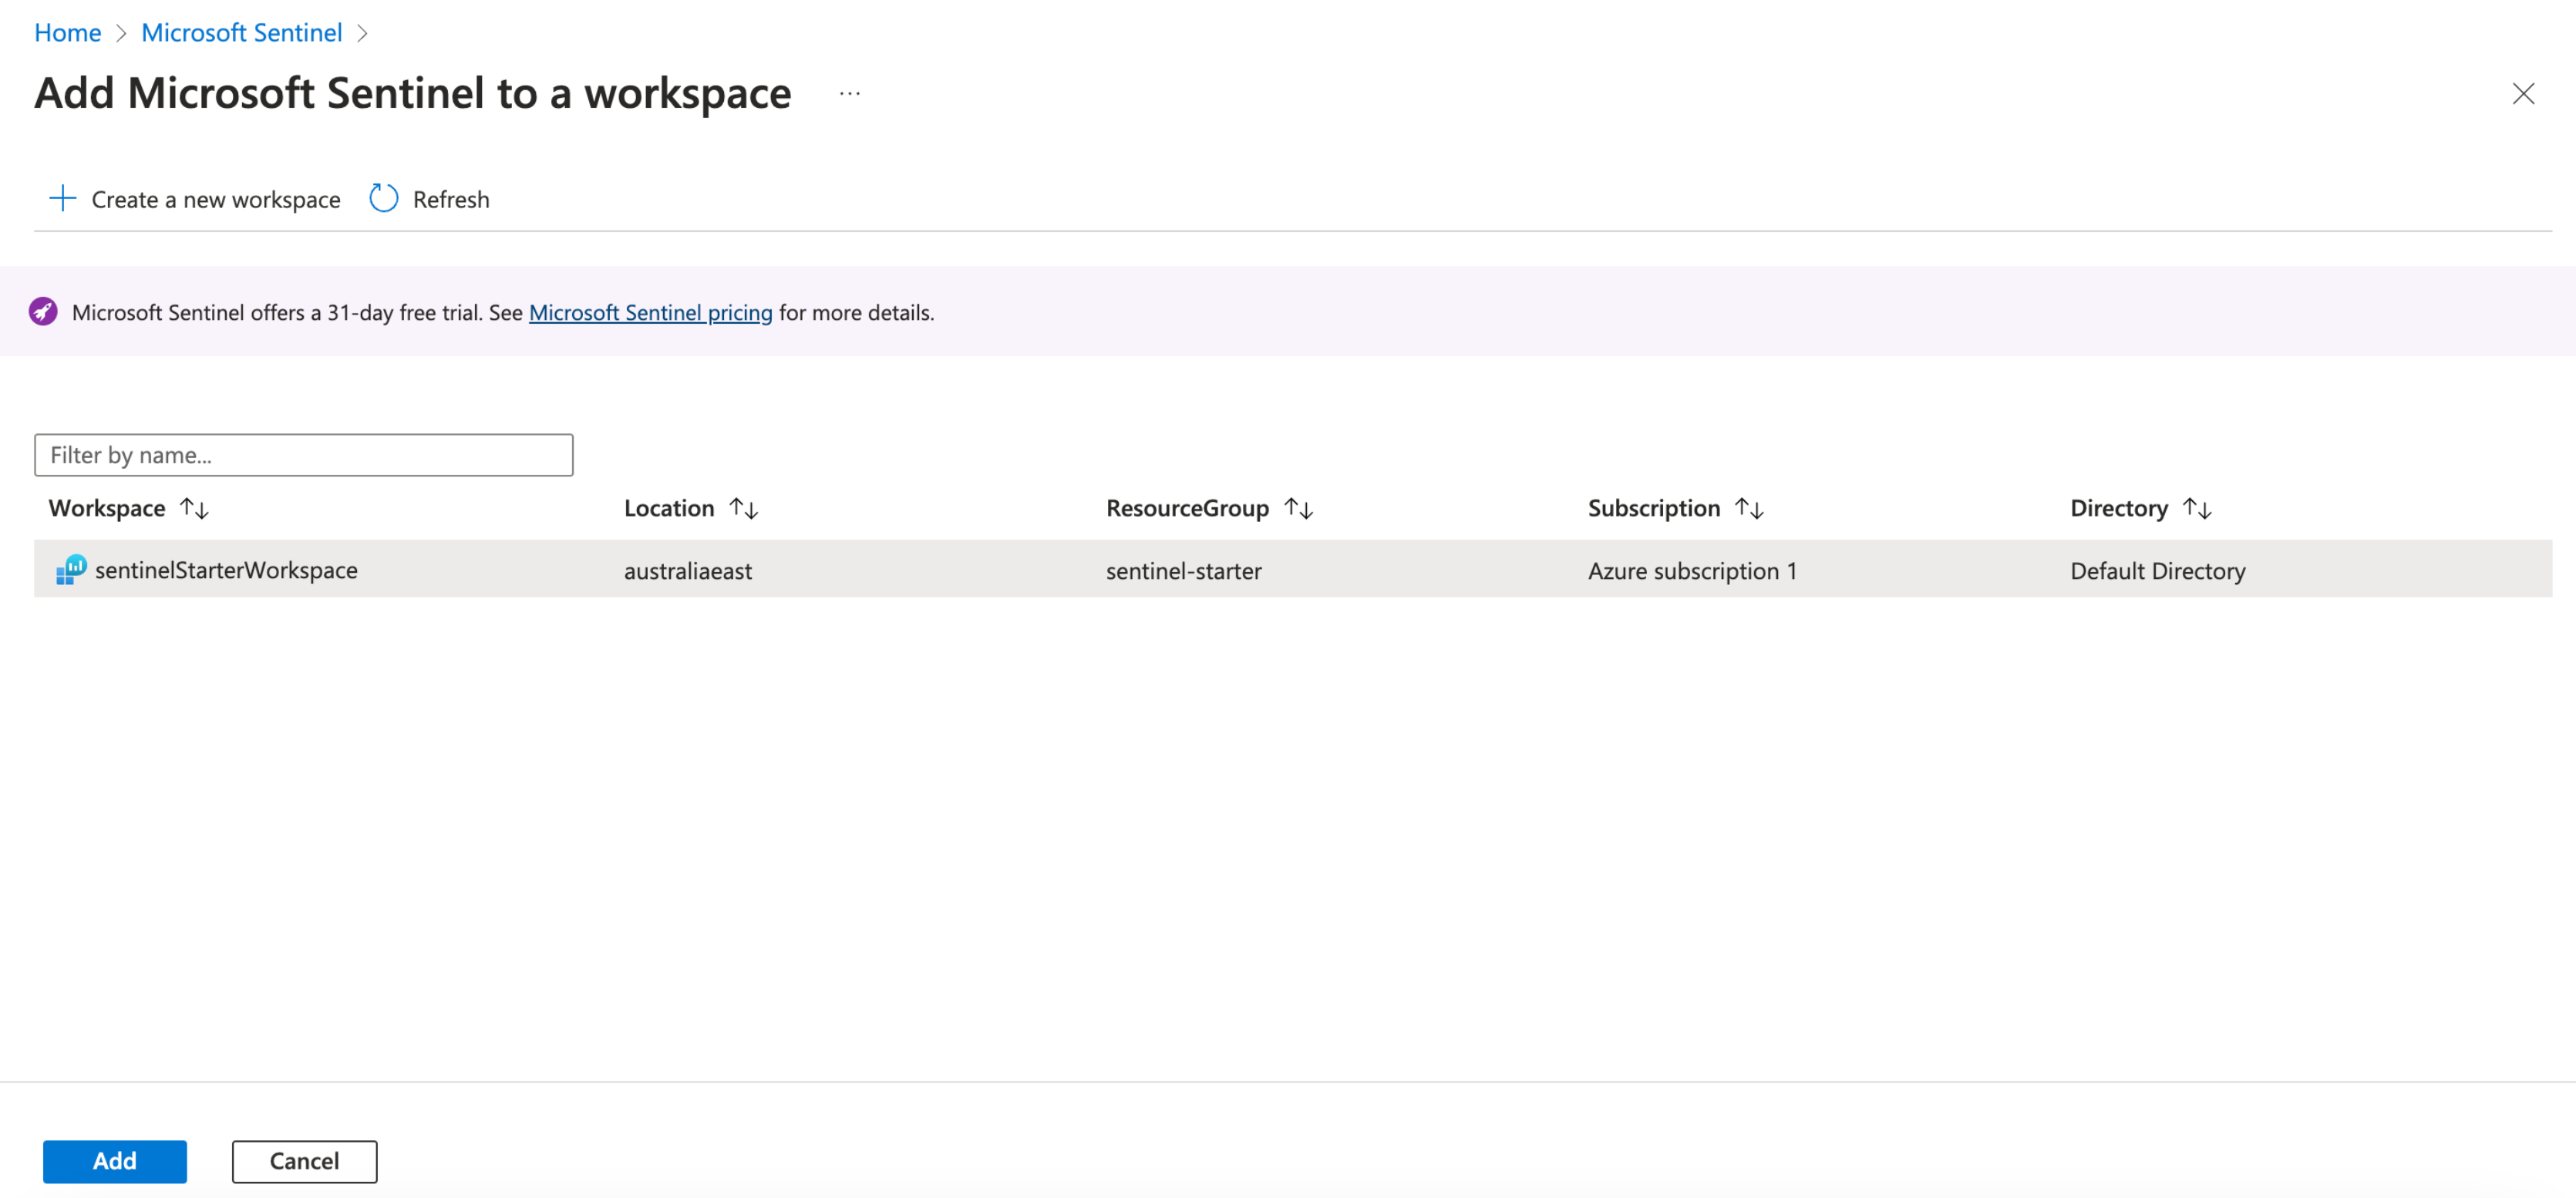 Home > Microsoft Sentinel >
Add Microsoft Sentinel to a workspace ...
Create a new workspace Refresh
Microsoft Sentinel offers a 31-day free trial. See Microsoft Sentinel pricing for more details.
Filter by name...
Workspace ↑↓ Location ↑↓ ResourceGroup ↑↓ Subscription ↑↓ Directory ↑↓
sentinelStarterWorkspace australiaeast sentinel-starter Azure subscription 1 Default Directory
Add Cancel